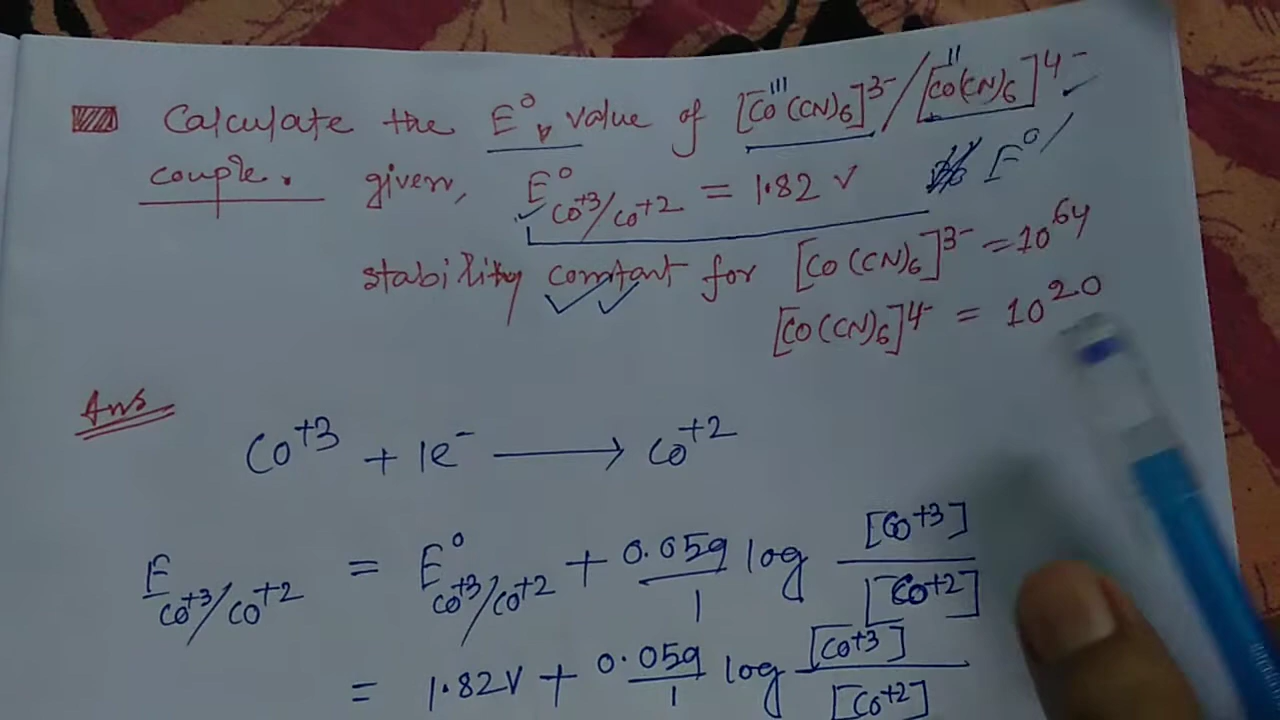 Calculate the E° value of [Co^III(CN)6]^3-/[Co^II(CN)6]^4-
couple. given, E°Co+3/Co+2 = 1.82 V E°/
stability constant for [Co(CN)6]^3- = 10^64
[Co(CN)6]^4- = 10^20
Ans
Co^+3 + 1e^- ⟶ Co^+2
E Co+3/Co+2 = E° Co+3/Co+2 + 0.059/1 log [Co+3]/[Co+2]
= 1.82V + 0.059/1 log [Co+3]/[Co+2]